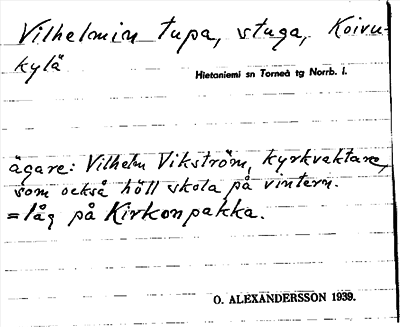 Vilhelmin tupa, stuga, Koivu-
kylä
Hietaniemi sn Torneå tg Norrb. l.
ägare: Vilhelm Vikström, kyrkvaktare,
som också höll skola på vintern.
= låg på Kirkonpakka.
O. ALEXANDERSSON 1939.